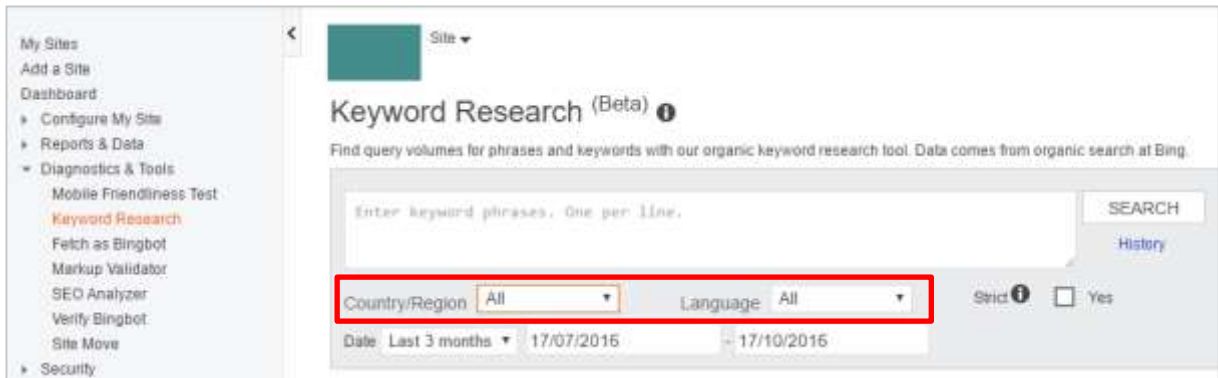 My Sites
Add a Site
Dashboard
Configure My Site
Reports & Data
Diagnostics & Tools
Mobile Friendliness Test
Keyword Research
Fetch as Bingbot
Markup Validator
SEO Analyzer
Verify Bingbot
Site Move
Security
Site
Keyword Research (Beta)
Find query volumes for phrases and keywords with our organic keyword research tool. Data comes from organic search at Bing.
Enter keyword phrases. One per line.
SEARCH
History
Country/Region All Language All Strict Yes
Date Last 3 months 17/07/2016 - 17/10/2016